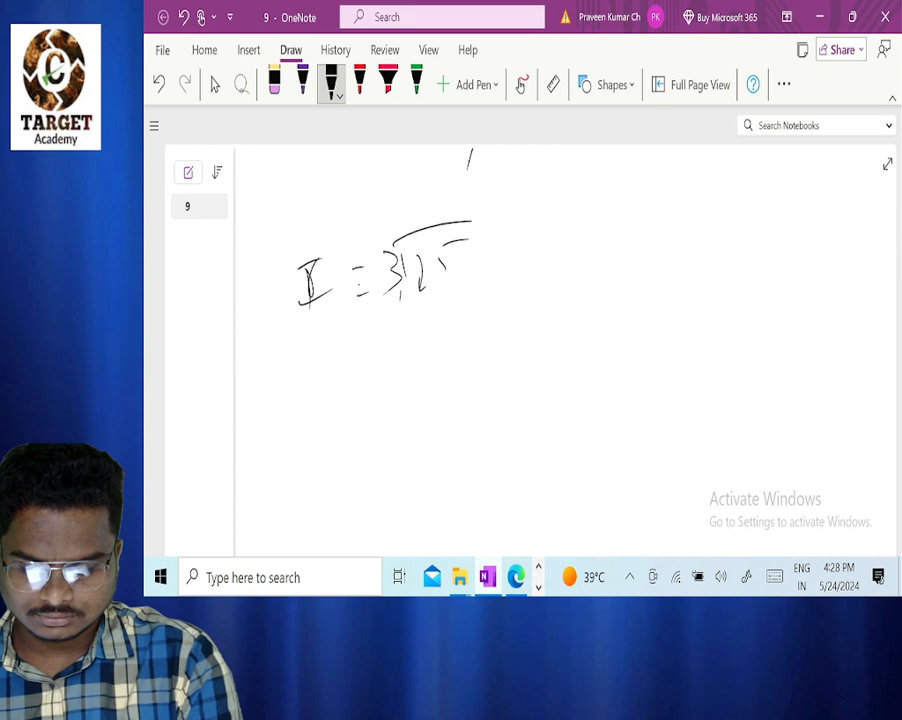 9 - OneNote
Search
Praveen Kumar Ch
PK
Buy Microsoft 365
File Home Insert Draw History Review View Help
Share
Add Pen
Shapes
Full Page View
Search Notebooks
9
TARGET
Academy
Activate Windows
Go to Settings to activate Windows.
Type here to search
39°C
ENG
IN
4:28 PM
5/24/2024